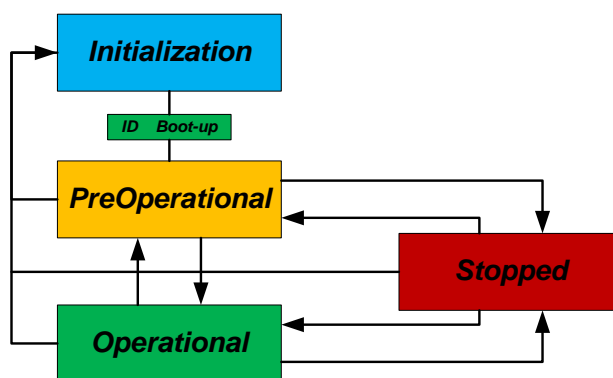 Initialization
ID Boot-up
PreOperational
Stopped
Operational